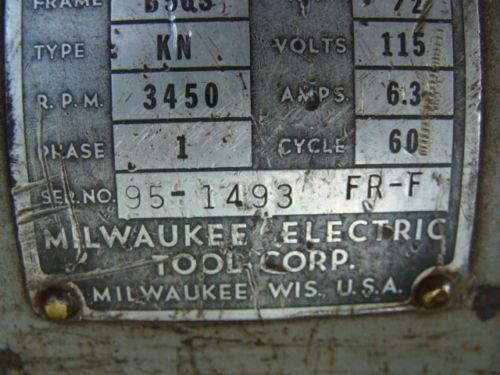 FRAME
TYPE KN VOLTS 115
R.P.M. 3450 AMPS. 6.3
PHASE 1 CYCLE 60
SER. NO. 95-1493 FR-F
MILWAUKEE ELECTRIC
TOOL CORP.
MILWAUKEE, WIS., U.S.A.